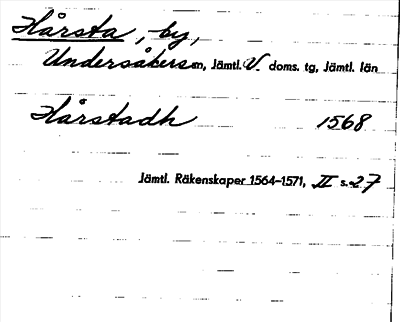 Hårsta, by,
Undersåkers sn, Jämtl. V. doms. tg, Jämtl. län
Hårstadh 1568
Jämtl. Räkenskaper 1564-1571, II s. 27